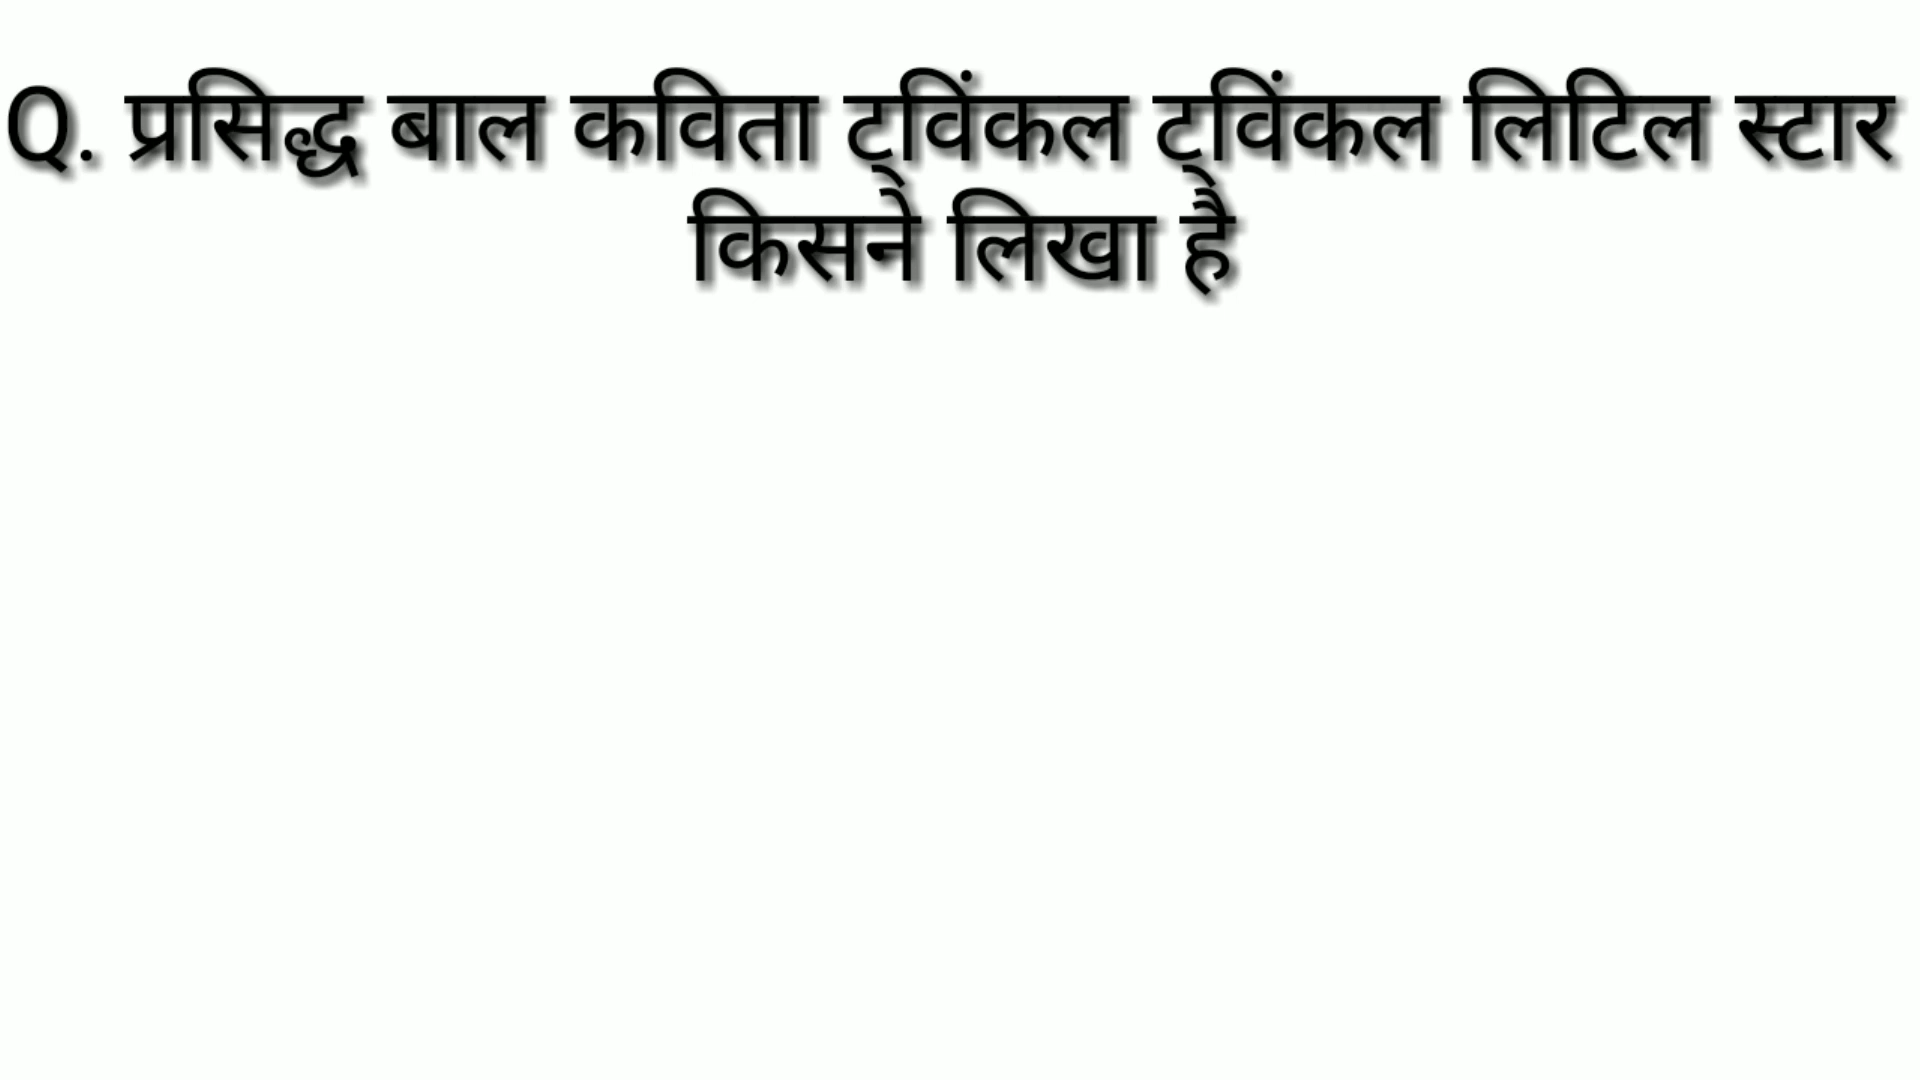 Q. प्रसिद्ध बाल कविता ट्विंकल ट्विंकल लिटिल स्टार
किसने लिखा है